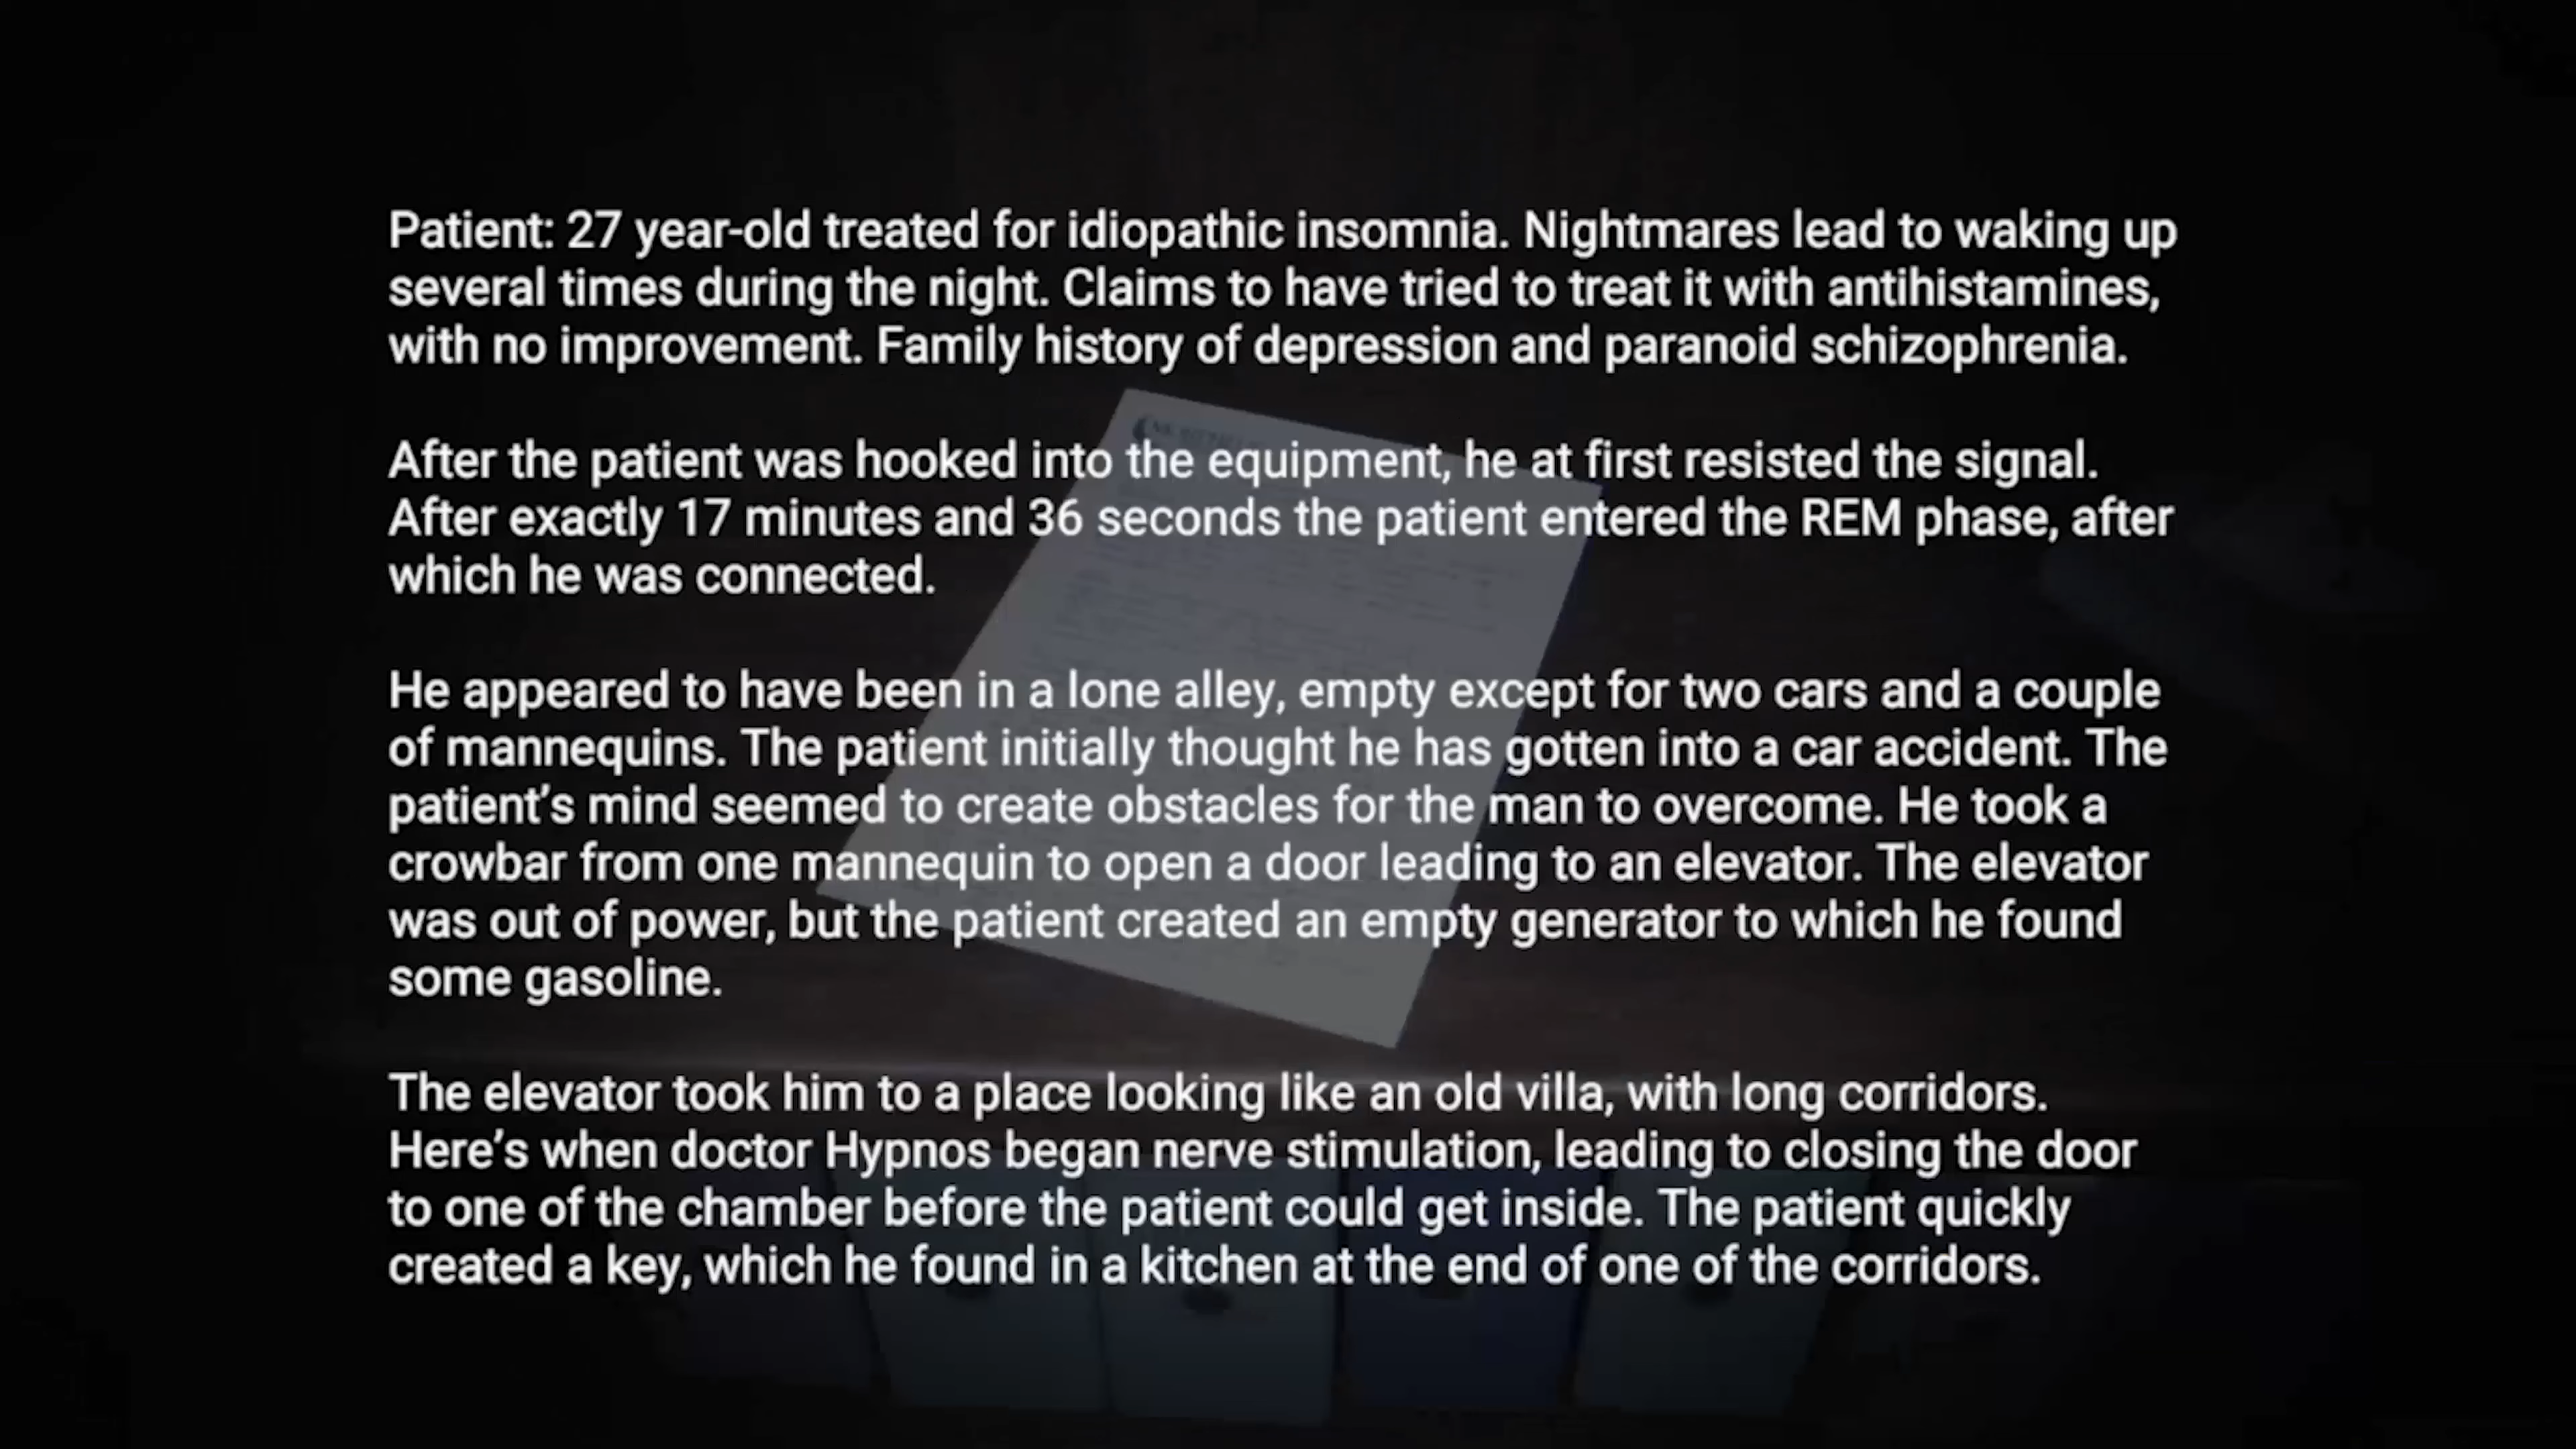 Patient: 27 year-old treated for idiopathic insomnia. Nightmares lead to waking up
several times during the night. Claims to have tried to treat it with antihistamines,
with no improvement. Family history of depression and paranoid schizophrenia.
After the patient was hooked into the equipment, he at first resisted the signal.
After exactly 17 minutes and 36 seconds the patient entered the REM phase, after
which he was connected.
He appeared to have been in a lone alley, empty except for two cars and a couple
of mannequins. The patient initially thought he has gotten into a car accident. The
patient’s mind seemed to create obstacles for the man to overcome. He took a
crowbar from one mannequin to open a door leading to an elevator. The elevator
was out of power, but the patient created an empty generator to which he found
some gasoline.
The elevator took him to a place looking like an old villa, with long corridors.
Here’s when doctor Hypnos began nerve stimulation, leading to closing the door
to one of the chamber before the patient could get inside. The patient quickly
created a key, which he found in a kitchen at the end of one of the corridors.